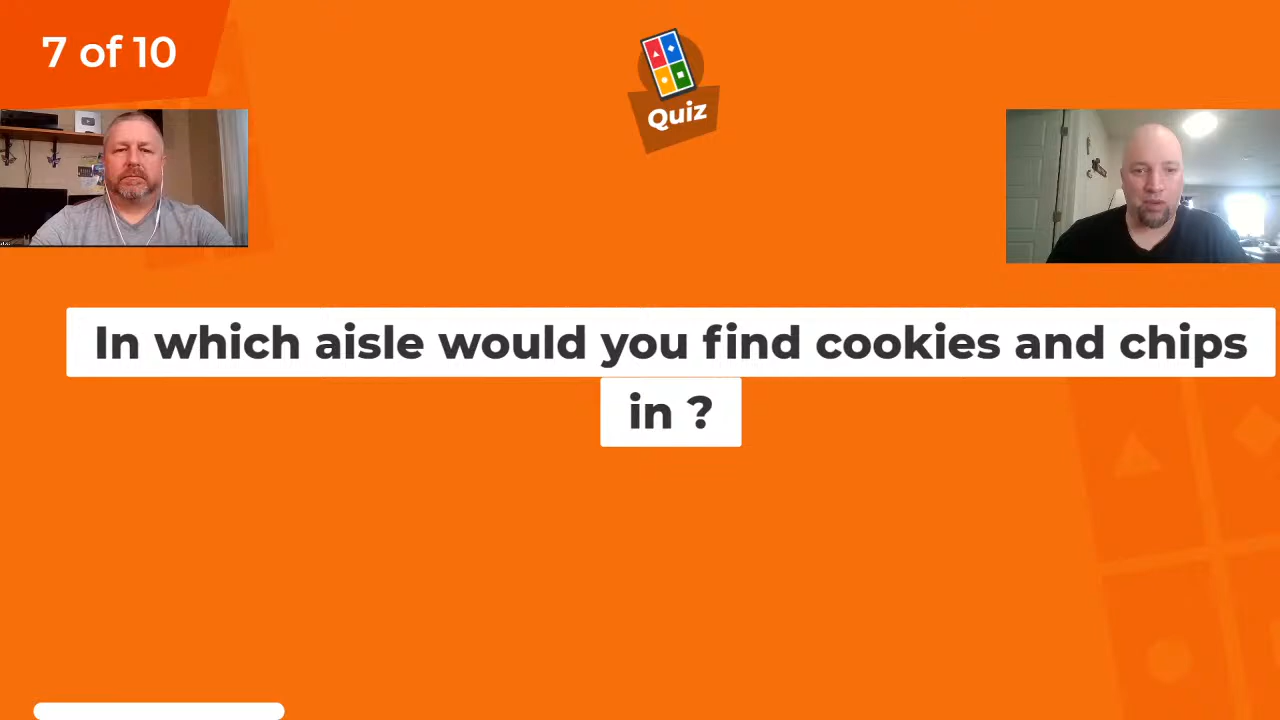 7 of 10
Quiz
In which aisle would you find cookies and chips
in ?